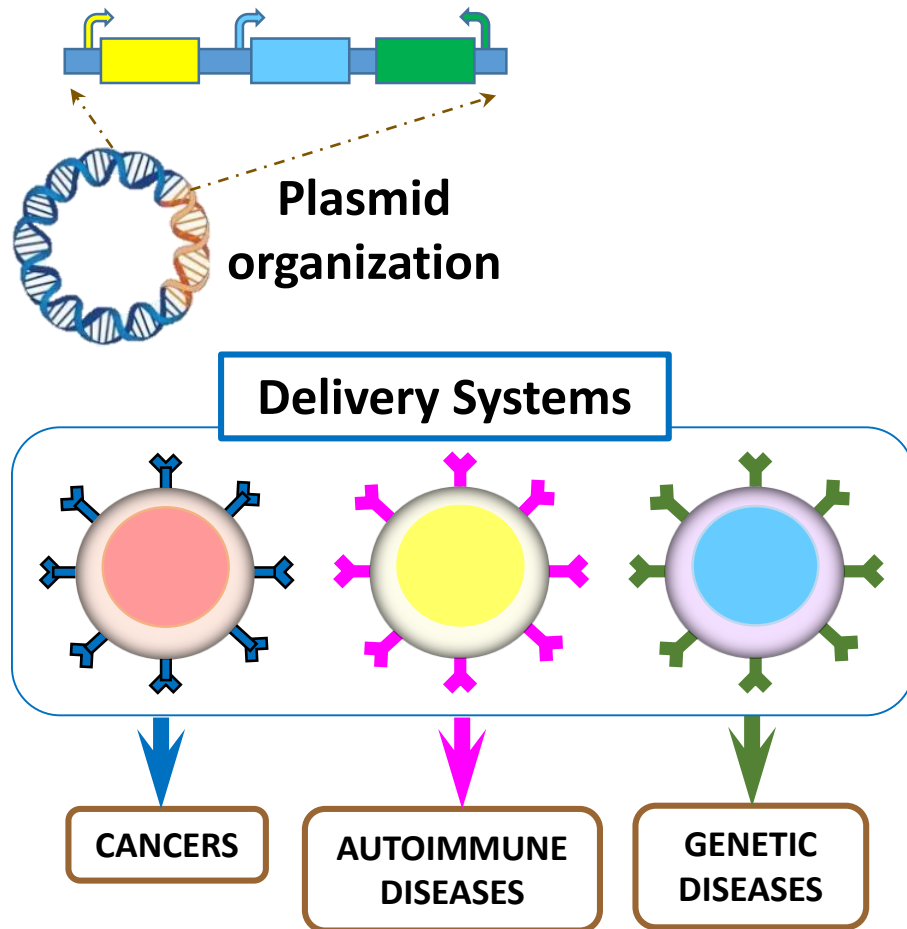 Plasmid
organization
Delivery Systems
CANCERS
AUTOIMMUNE
DISEASES
GENETIC
DISEASES